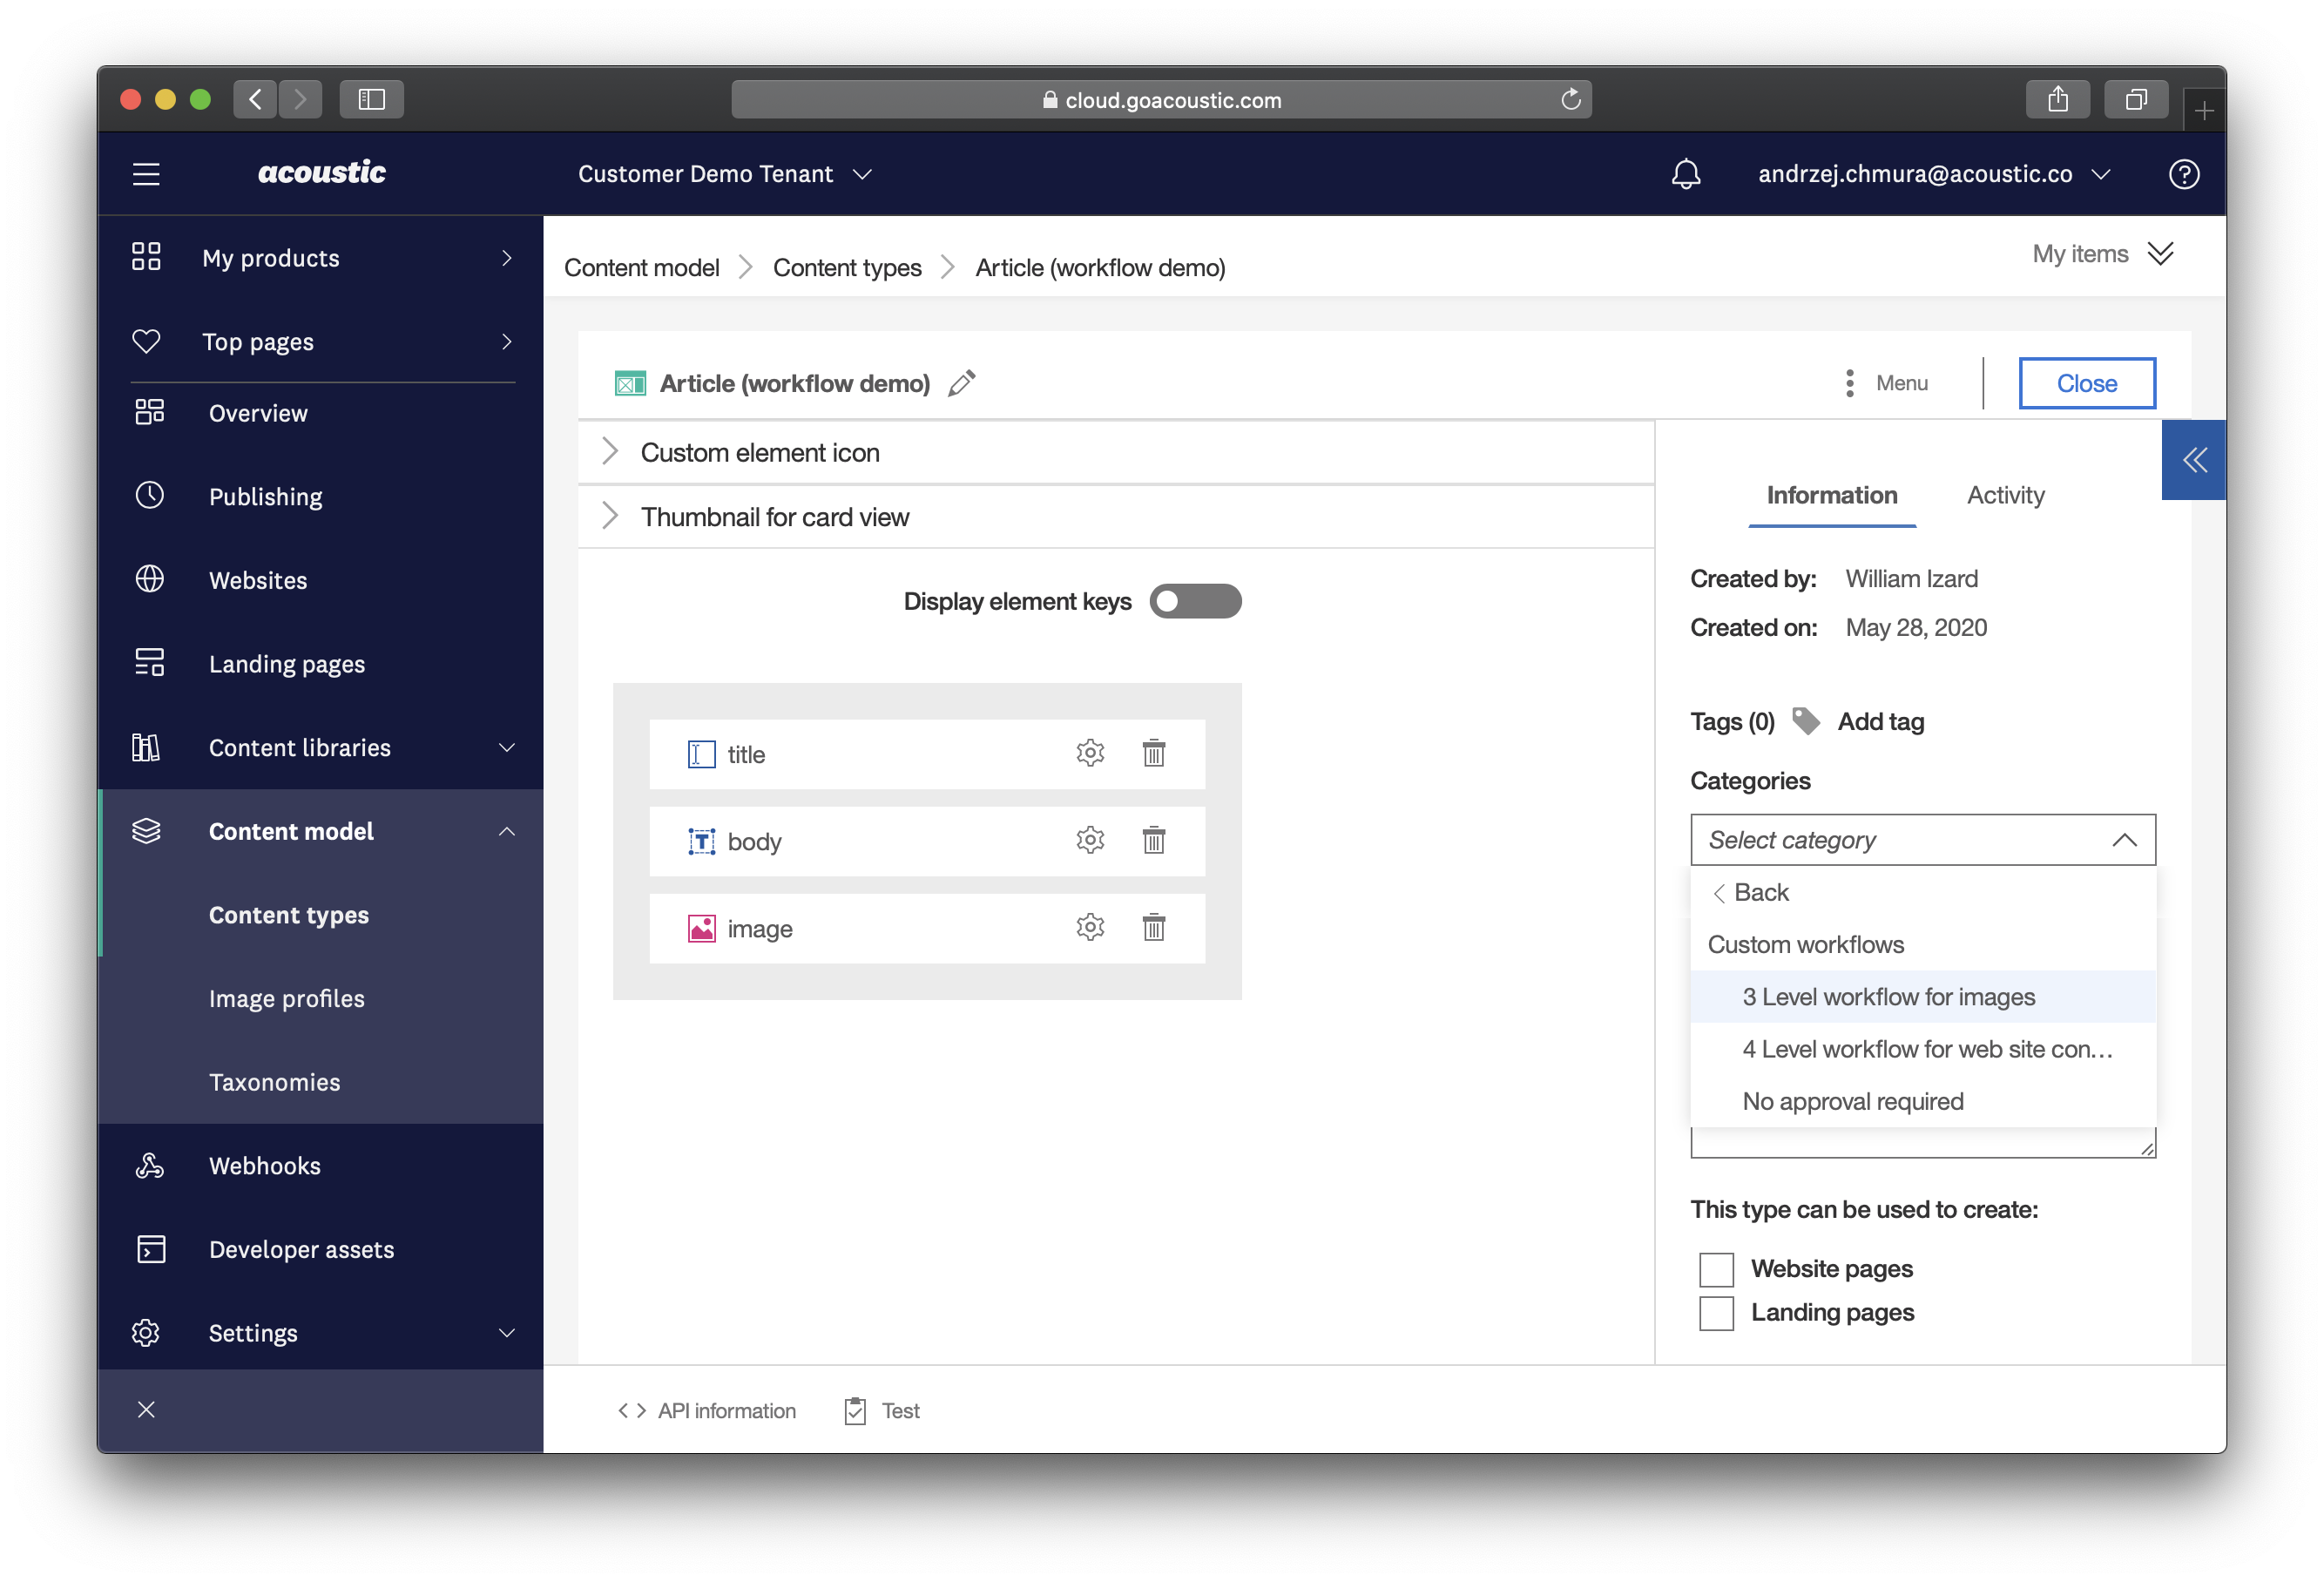 cloud.goacoustic.com
acoustic
Customer Demo Tenant
andrzej.chmura@acoustic.co
My products
Top pages
Overview
Publishing
Websites
Landing pages
Content libraries
Content model
Content types
Image profiles
Taxonomies
Webhooks
Developer assets
Settings
Content model
Content types
Article (workflow demo)
My items
Article (workflow demo)
Menu
Close
Custom element icon
Thumbnail for card view
Display element keys
title
body
image
Information
Activity
Created by: William Izard
Created on: May 28, 2020
Tags (0)
Add tag
Categories
Select category
Back
Custom workflows
3 Level workflow for images
4 Level workflow for web site con...
No approval required
This type can be used to create:
Website pages
Landing pages
API information
Test